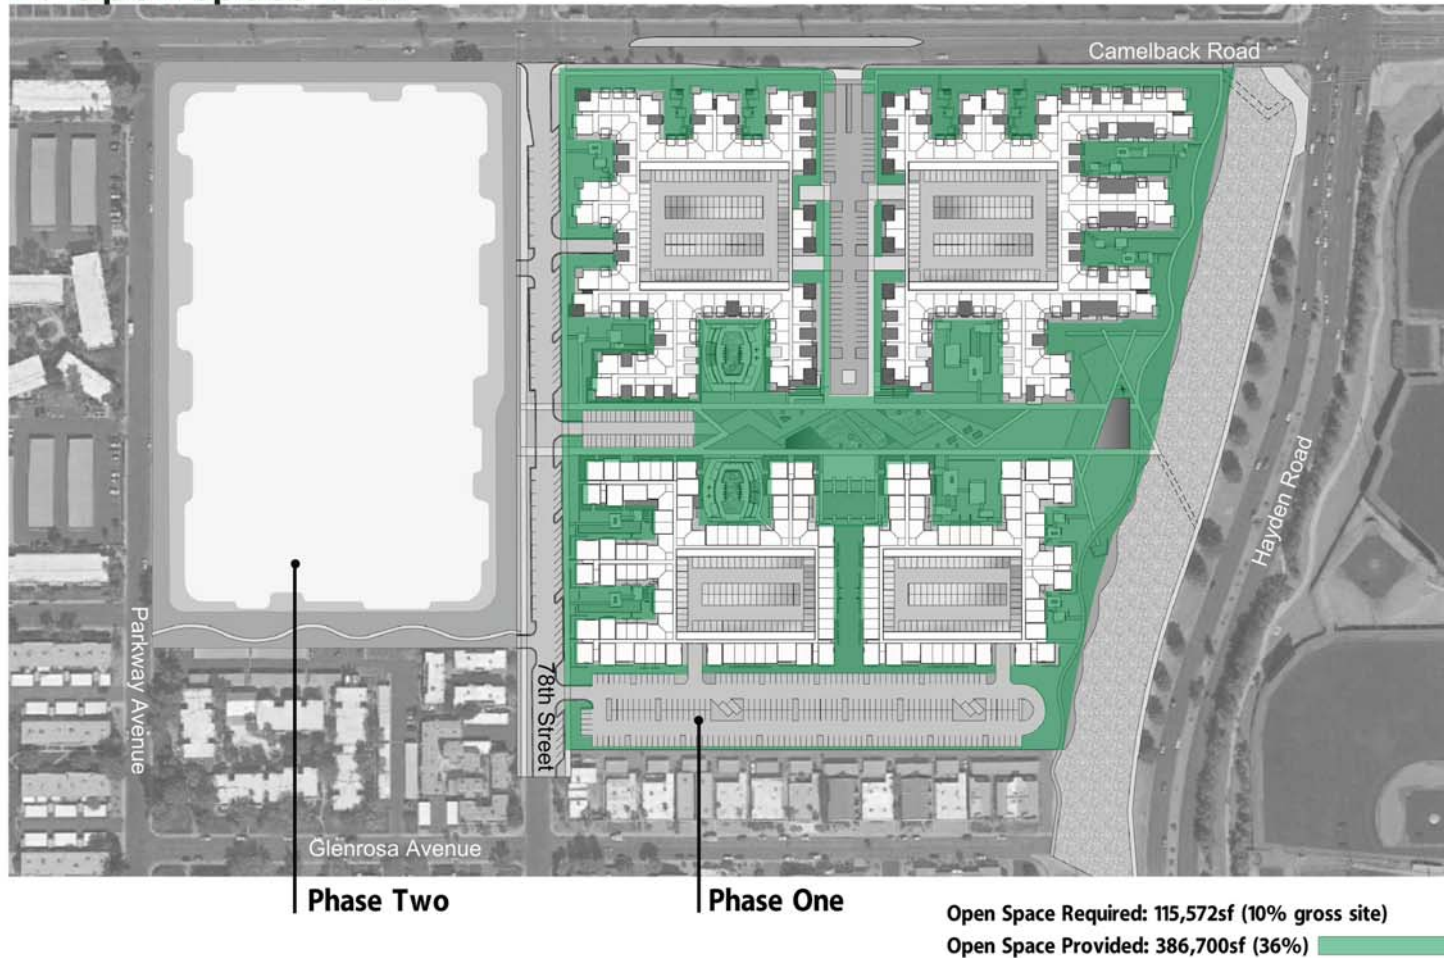 Camelback Road
Hayden Road
Parkway Avenue
78th Street
Glenrosa Avenue
Phase Two
Phase One
Open Space Required: 115,572sf (10% gross site)
Open Space Provided: 386,700sf (36%)